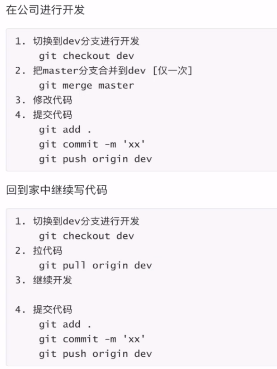 在公司进行开发
1. 切换到dev分支进行开发
git checkout dev
2. 把master分支合并到dev [仅一次]
git merge master
3. 修改代码
4. 提交代码
git add .
git commit -m 'xx'
git push origin dev
回到家中继续写代码
1. 切换到dev分支进行开发
git checkout dev
2. 拉代码
git pull origin dev
3. 继续开发
4. 提交代码
git add .
git commit -m 'xx'
git push origin dev